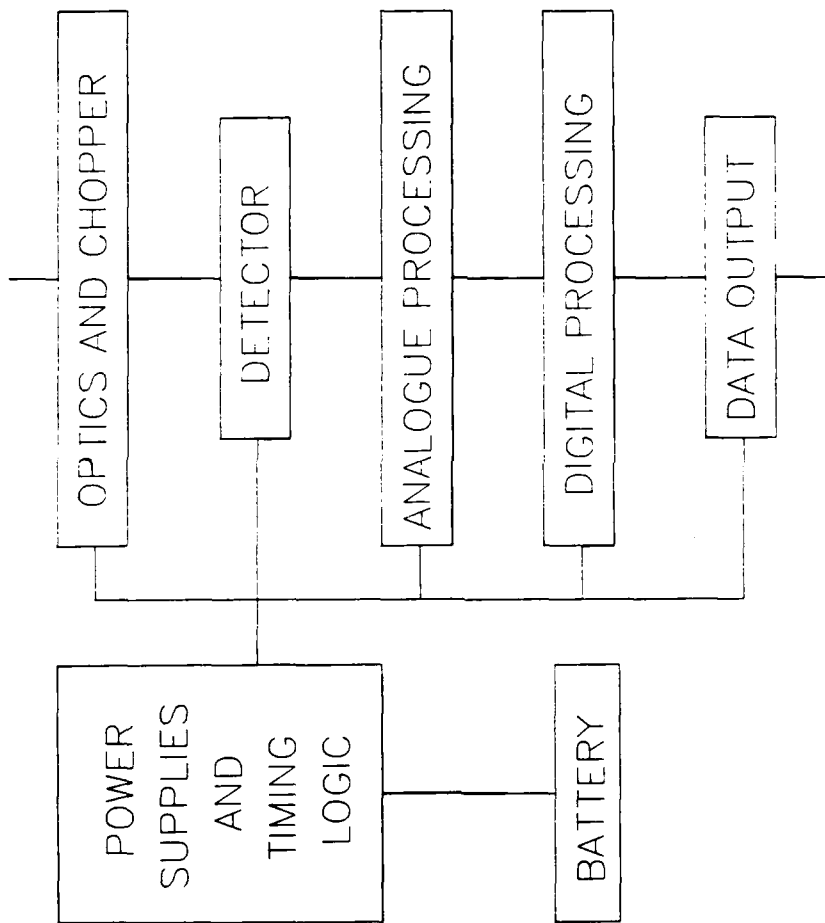 OPTICS AND CHOPPER
DETECTOR
ANALOGUE PROCESSING
DIGITAL PROCESSING
DATA OUTPUT
POWER
SUPPLIES
AND
TIMING
LOGIC
BATTERY